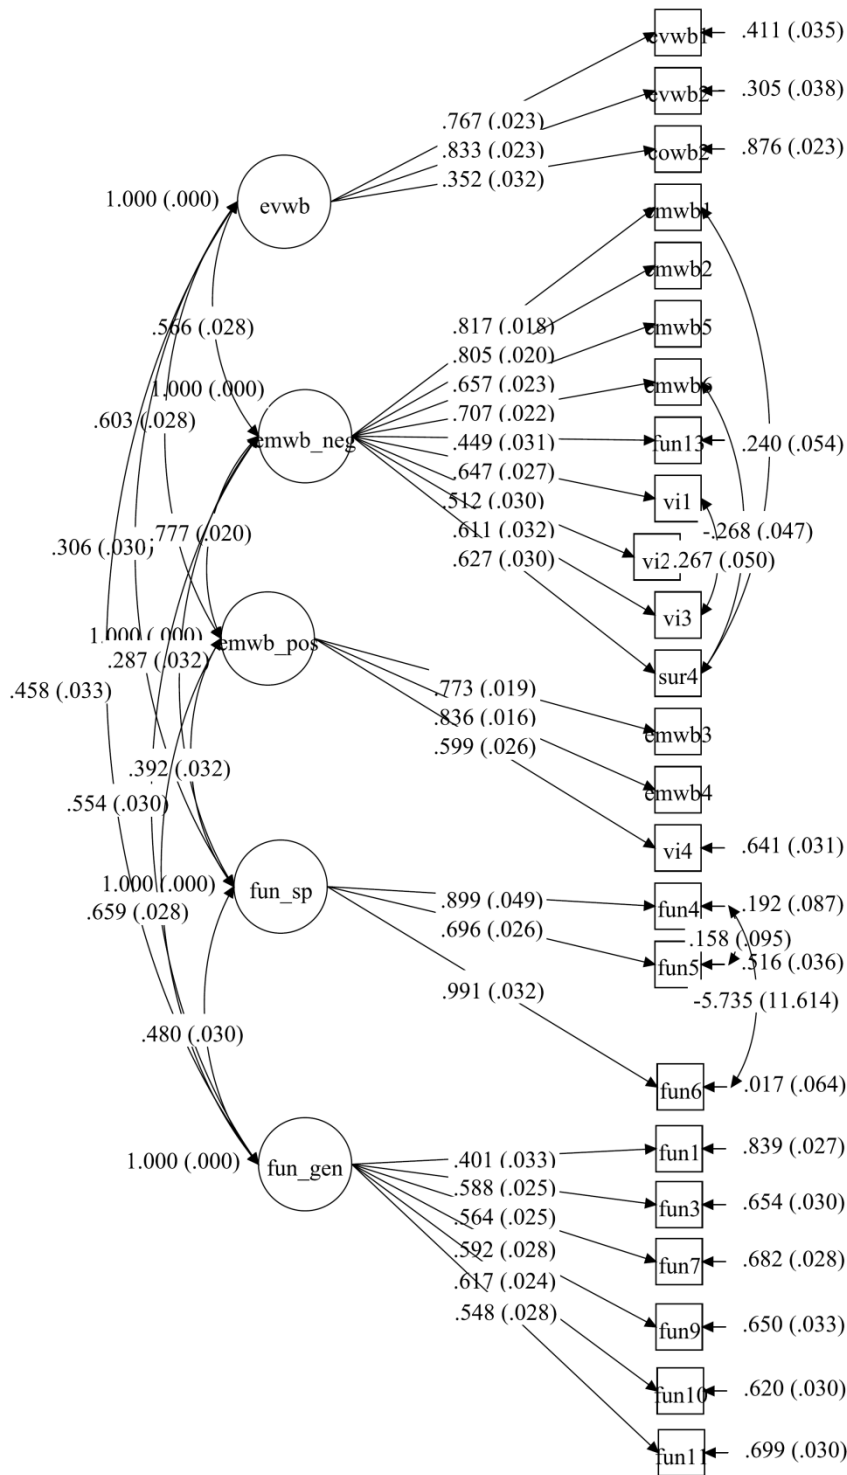 evwb1 .411 (.035)
evwb2 .305 (.038)
.767 (.023)
.833 (.023)
cowb2 .876 (.023)
.352 (.032)
1.000 (.000)
evwb
emwb1
emwb2
.566 (.028)
.817 (.018)
emwb5
.805 (.020)
.657 (.023)
1.000 (.000)
emwb6
.707 (.022)
.603 (.028)
emwb_neg
.449 (.031)
fun13 .240 (.054)
.647 (.027)
vi1
.512 (.030)
.611 (.032)
-.268 (.047)
.306 (.030)
.777 (.020)
.627 (.030)
vi2
.267 (.050)
vi3
1.000 (.000)
emwb_pos
.287 (.032)
sur4
.773 (.019)
.458 (.033)
.836 (.016)
emwb3
.599 (.026)
.392 (.032)
emwb4
.554 (.030)
vi4 .641 (.031)
1.000 (.000)
fun_sp
.899 (.049)
fun4 .192 (.087)
.659 (.028)
.696 (.026)
.158 (.095)
fun5 .516 (.036)
.991 (.032)
-5.735 (11.614)
.480 (.030)
fun6 .017 (.064)
1.000 (.000)
fun_gen
.401 (.033)
fun1 .839 (.027)
.588 (.025)
fun3 .654 (.030)
.564 (.025)
.592 (.028)
fun7 .682 (.028)
.617 (.024)
.548 (.028)
fun9 .650 (.033)
fun10 .620 (.030)
fun11 .699 (.030)